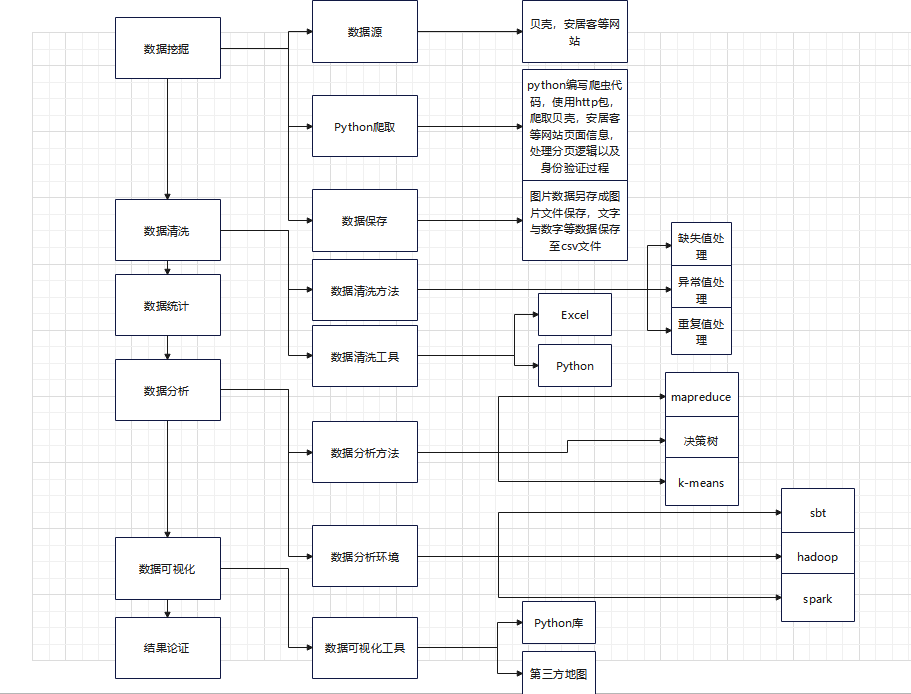 数据挖掘
数据源
贝壳，安居客等网
站
Python爬取
python编写爬虫代
码，使用http包，
爬取贝壳，安居客
等网站页面信息，
处理分页逻辑以及
身份验证过程
数据保存
图片数据另存成图
片文件保存，文字
与数字等数据保存
至csv文件
数据清洗
数据清洗方法
缺失值处
理
异常值处
理
重复值处
理
数据统计
数据清洗工具
Excel
Python
数据分析
数据分析方法
mapreduce
决策树
k-means
数据分析环境
sbt
hadoop
spark
数据可视化
数据可视化工具
Python库
第三方地图
结果论证